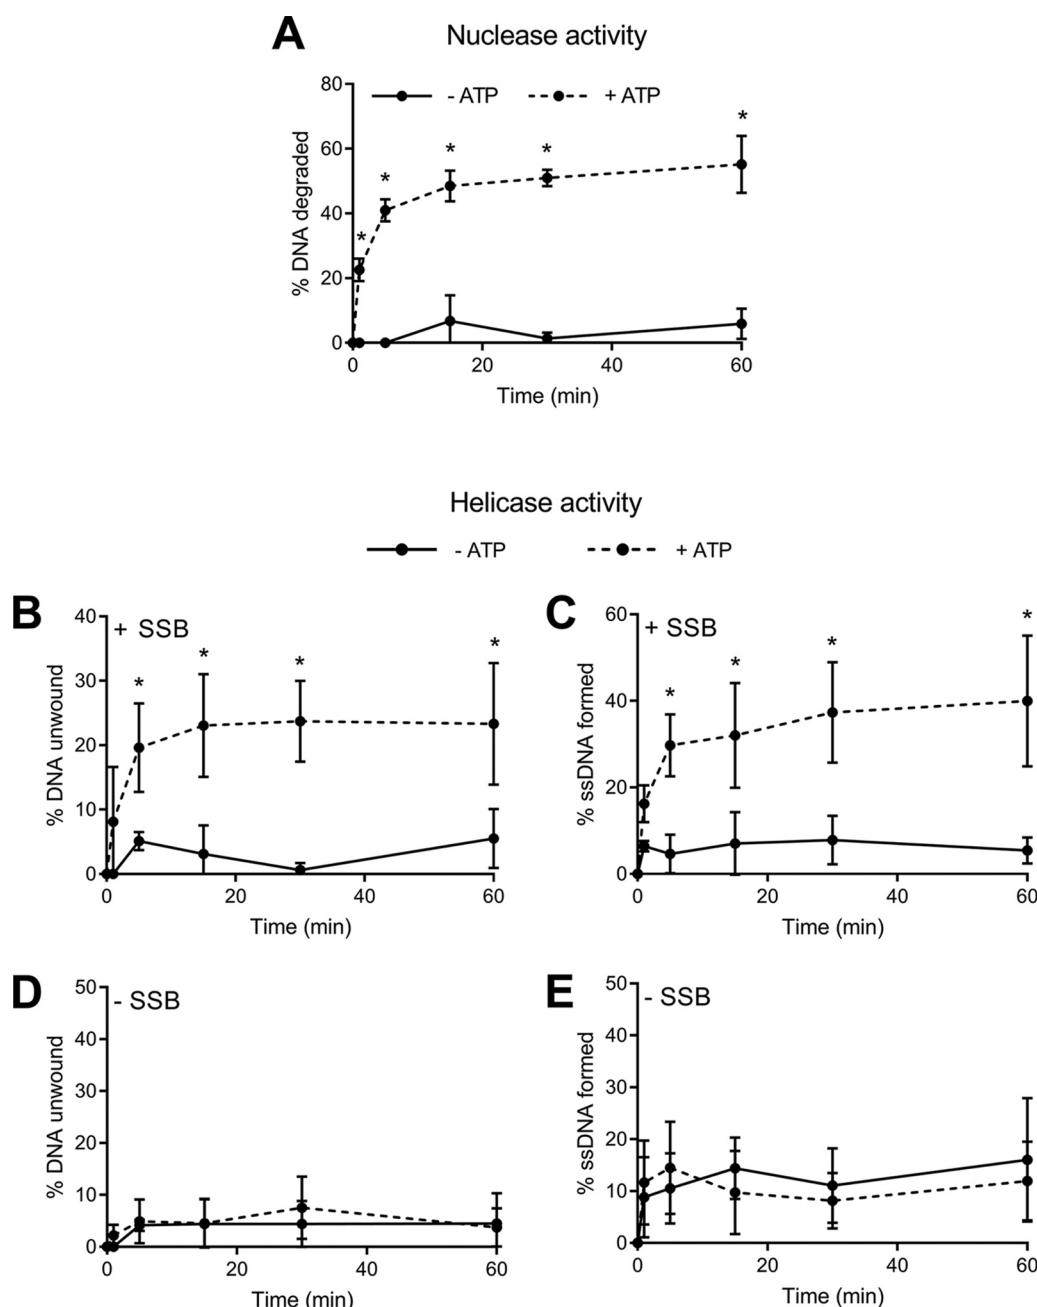 A
Nuclease activity
- ATP
+ ATP
% DNA degraded
80
60
40
20
0
*
*
*
*
*
0
20
40
60
Time (min)
Helicase activity
- ATP
+ ATP
B
+ SSB
% DNA unwound
40
30
20
10
0
*
*
*
*
0
20
40
60
Time (min)
C
+ SSB
% ssDNA formed
60
40
20
0
*
*
*
*
0
20
40
60
Time (min)
D
- SSB
% DNA unwound
50
40
30
20
10
0
0
20
40
60
Time (min)
E
- SSB
% ssDNA formed
50
40
30
20
10
0
0
20
40
60
Time (min)